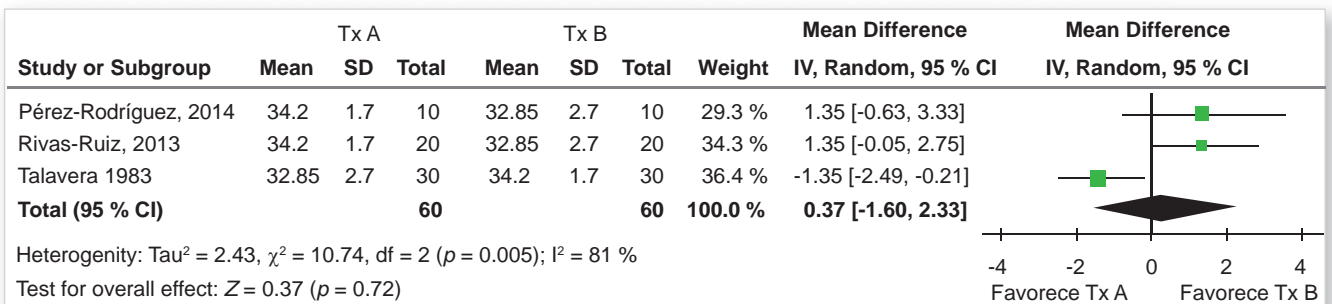 Tx A Tx B Mean Difference Mean Difference
Study or Subgroup Mean SD Total Mean SD Total Weight IV, Random, 95 % CI IV, Random, 95 % CI
Pérez-Rodríguez, 2014 34.2 1.7 10 32.85 2.7 10 29.3 % 1.35 [-0.63, 3.33]
Rivas-Ruiz, 2013 34.2 1.7 20 32.85 2.7 20 34.3 % 1.35 [-0.05, 2.75]
Talavera 1983 32.85 2.7 30 34.2 1.7 30 36.4 % -1.35 [-2.49, -0.21]
Total (95 % CI) 60 60 100.0 % 0.37 [-1.60, 2.33]
Heterogenity: Tau² = 2.43, χ² = 10.74, df = 2 (p = 0.005); I² = 81 %
Test for overall effect: Z = 0.37 (p = 0.72)
-4 -2 0 2 4
Favorece Tx A Favorece Tx B